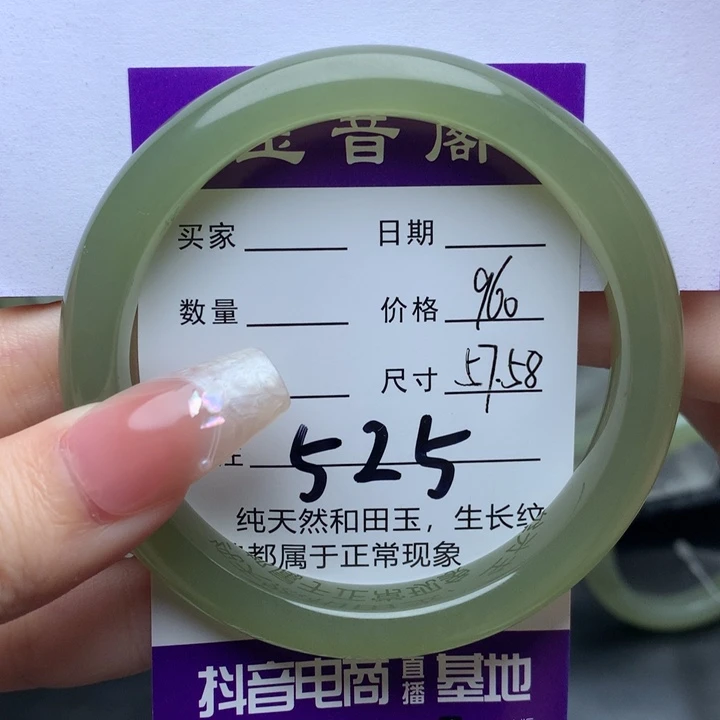 玉音阁
买家 日期
数量 价格 960
尺寸 57.58
525
纯天然和田玉，生长纹
都属于正常现象
抖音电商直播基地